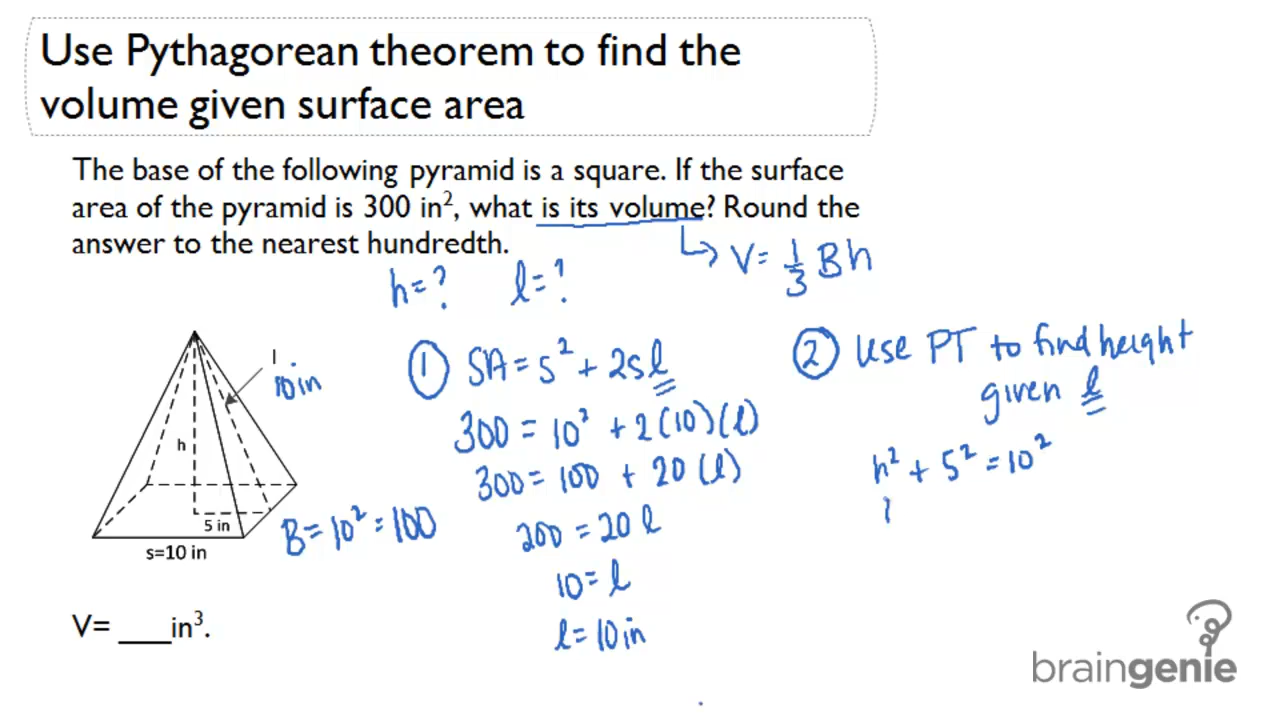 Use Pythagorean theorem to find the
volume given surface area
The base of the following pyramid is a square. If the surface
area of the pyramid is 300 in², what is its volume? Round the
answer to the nearest hundredth.
V = 1/3 Bh
h = ?
l = ?
l
10 in
h
5 in
s=10 in
B = 10² = 100
V= ___in³.
① SA = s² + 2sl
300 = 10² + 2(10)(l)
300 = 100 + 20(l)
200 = 20l
10 = l
l = 10 in
② Use PT to find height
given l
h² + 5² = 10²
braingenie